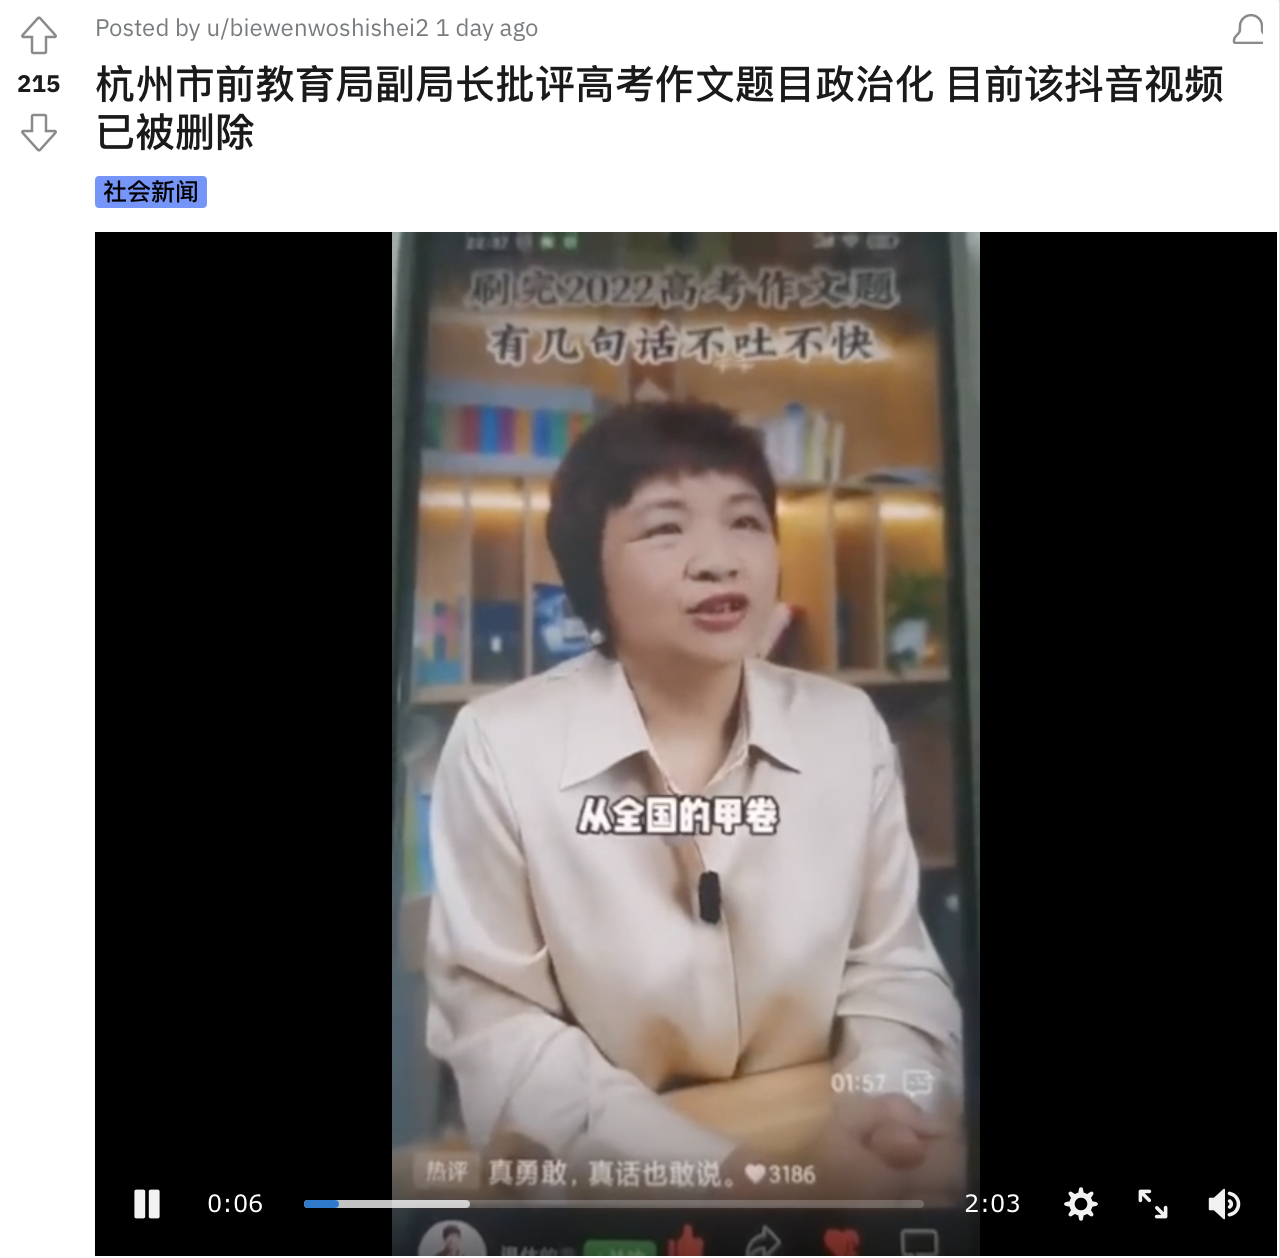 Posted by u/biewenwoshishei2 1 day ago
215
杭州市前教育局副局长批评高考作文题目政治化 目前该抖音视频
已被删除
社会新闻
22:37
刷完2022高考作文题
有几句话不吐不快
从全国的甲卷
01:57
热评 真勇敢，真话也敢说。3186
0:06
2:03